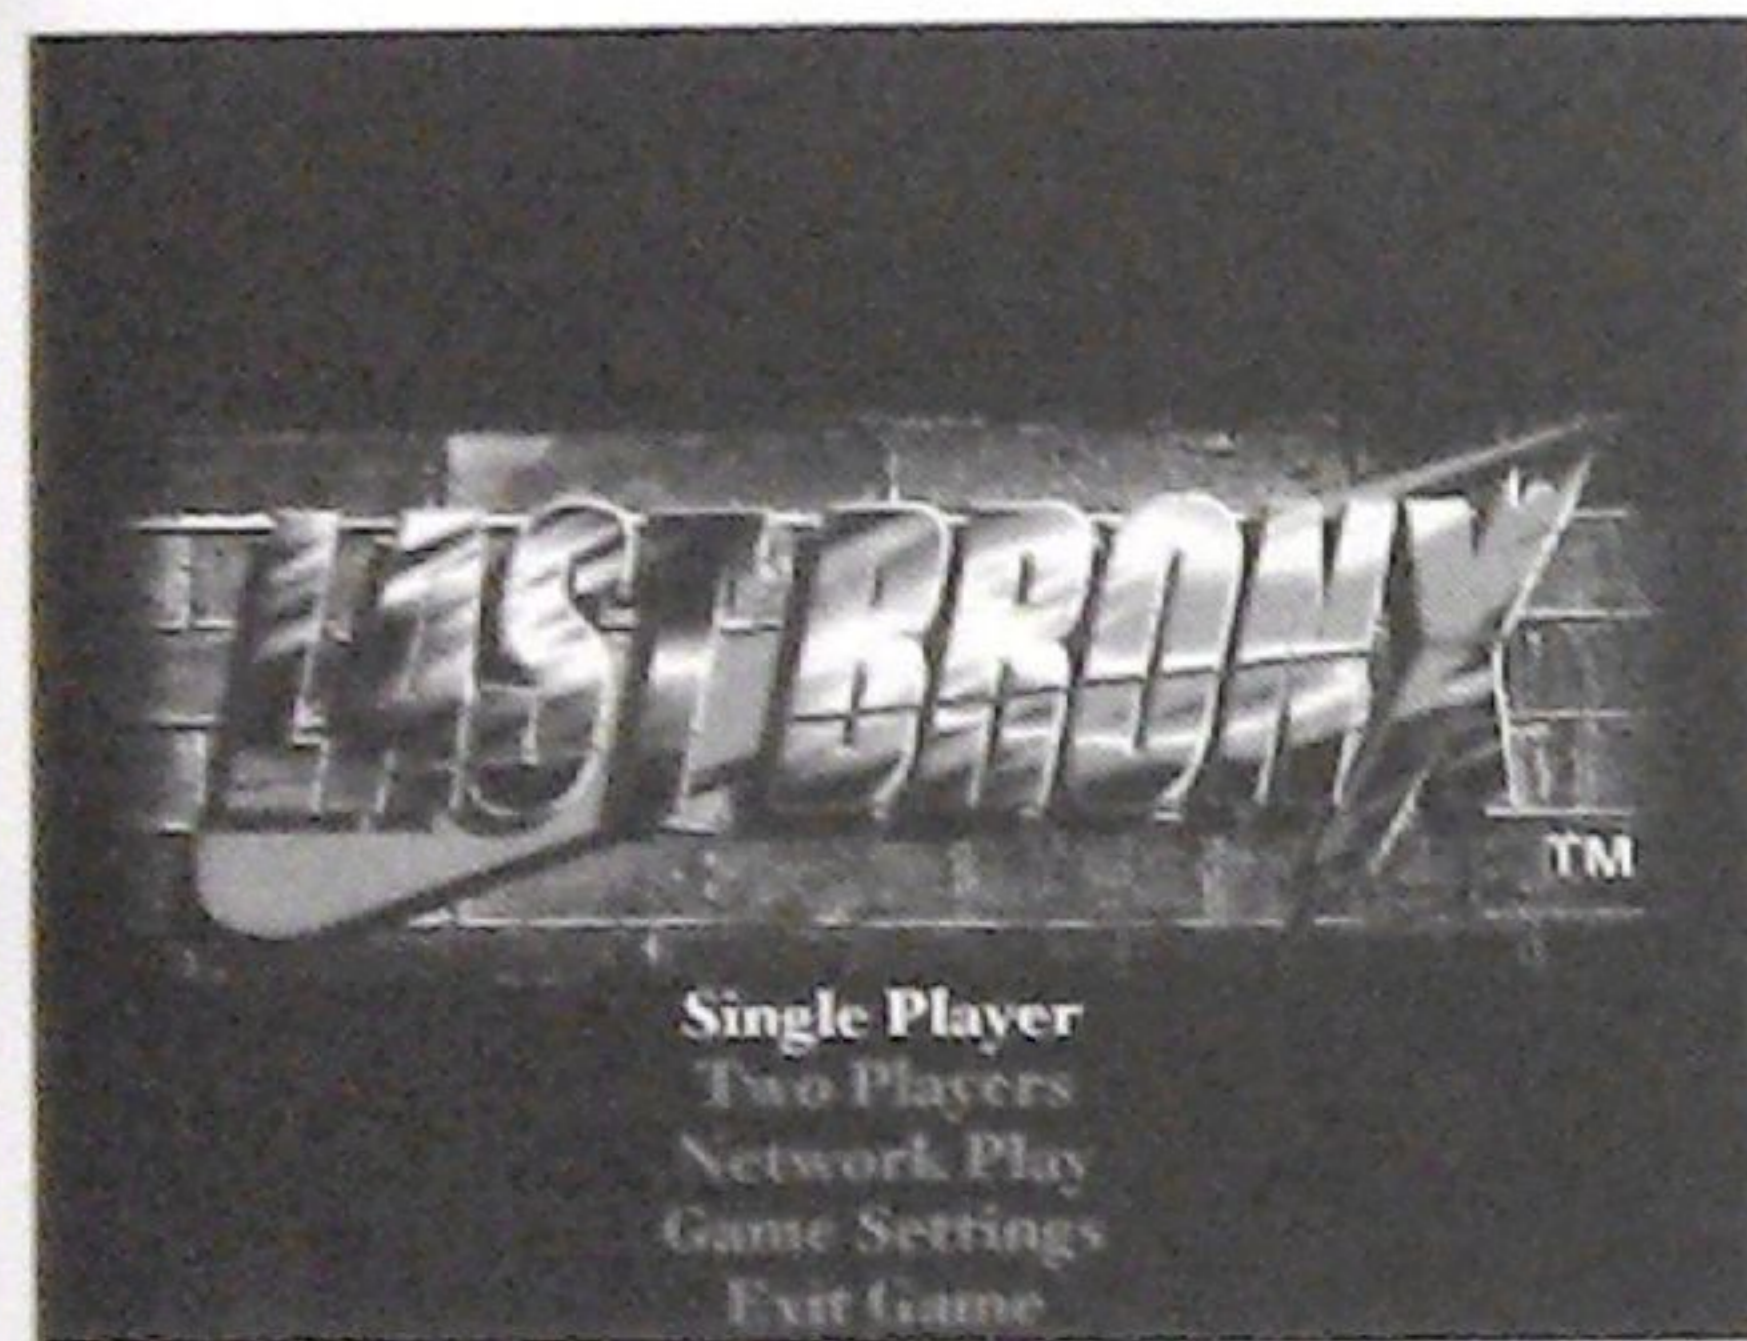 LAST BRONX
TM
Single Player
Two Players
Network Play
Game Settings
Exit Game